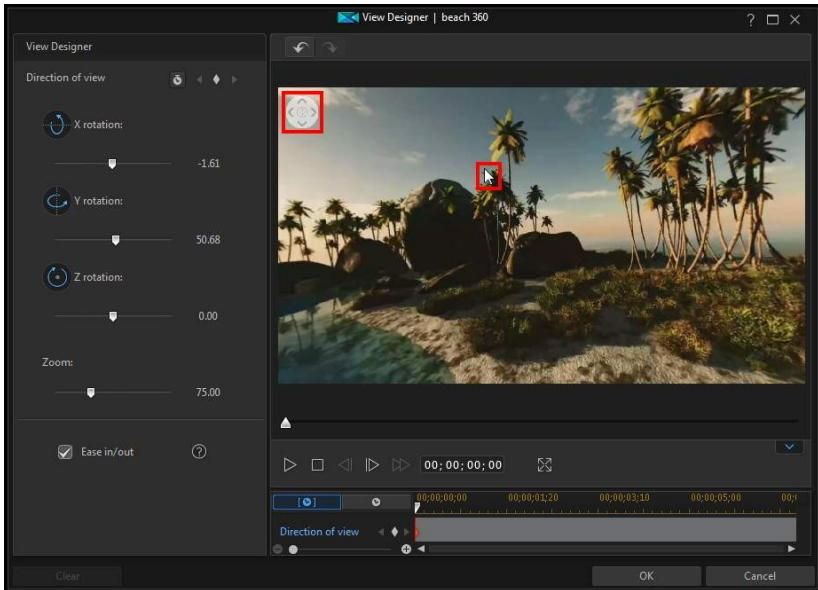 View Designer | beach 360
View Designer
Direction of view
X rotation:
-1.61
Y rotation:
50.68
Z rotation:
0.00
Zoom:
75.00
Ease in/out
00; 00; 00; 00
00;00;00;00 00;00;01;20 00;00;03;10 00;00;05;00
Direction of view
Clear
OK
Cancel